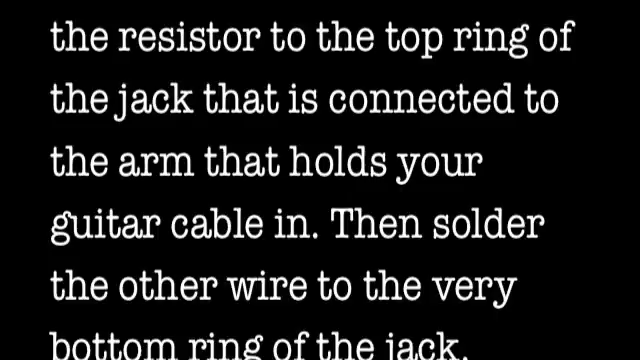 the resistor to the top ring of
the jack that is connected to
the arm that holds your
guitar cable in. Then solder
the other wire to the very
bottom ring of the jack.